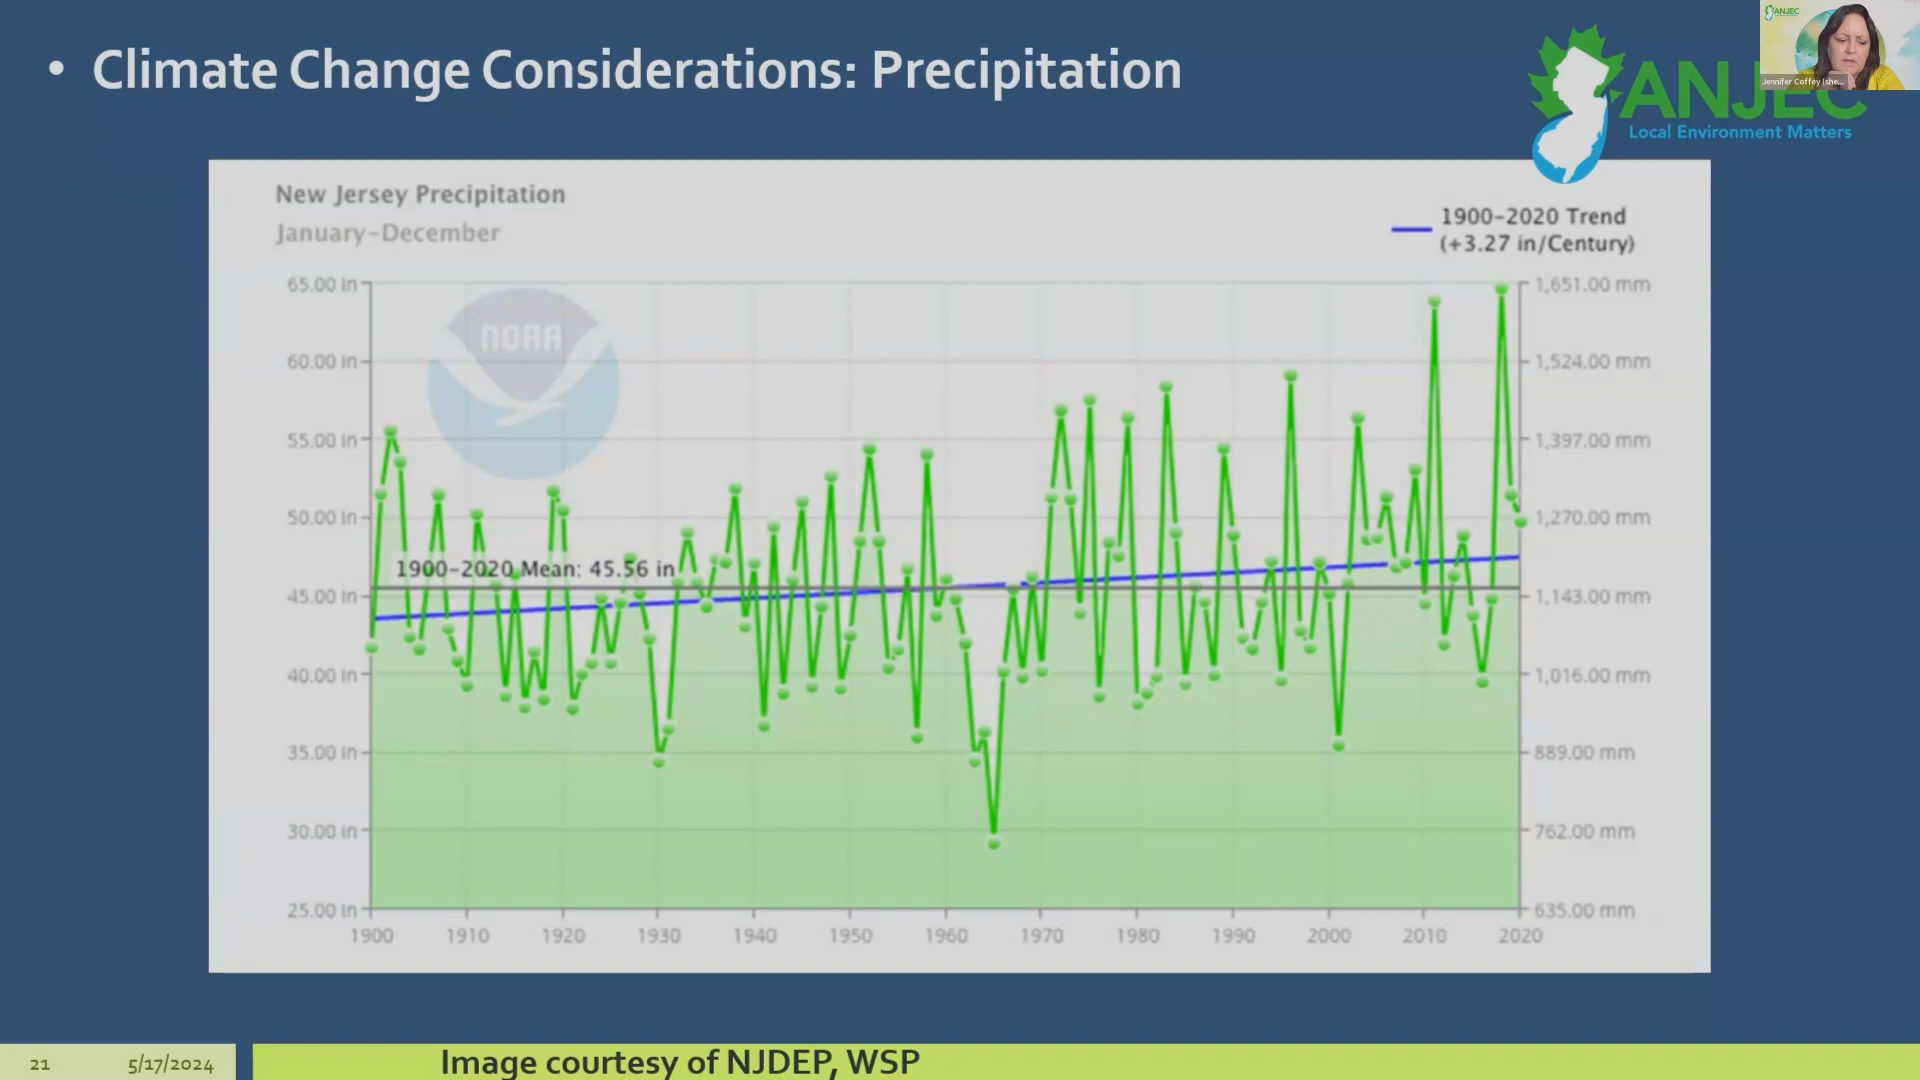 • Climate Change Considerations: Precipitation
ANJEC
Local Environment Matters
ANJEC
Jennifer Coffey (she...
New Jersey Precipitation
January–December
1900–2020 Trend
(+3.27 in/Century)
NOAA
65.00 in
60.00 in
55.00 in
50.00 in
45.00 in
40.00 in
35.00 in
30.00 in
25.00 in
1900–2020 Mean: 45.56 in
1,651.00 mm
1,524.00 mm
1,397.00 mm
1,270.00 mm
1,143.00 mm
1,016.00 mm
889.00 mm
762.00 mm
635.00 mm
1900 1910 1920 1930 1940 1950 1960 1970 1980 1990 2000 2010 2020
21 5/17/2024 Image courtesy of NJDEP, WSP